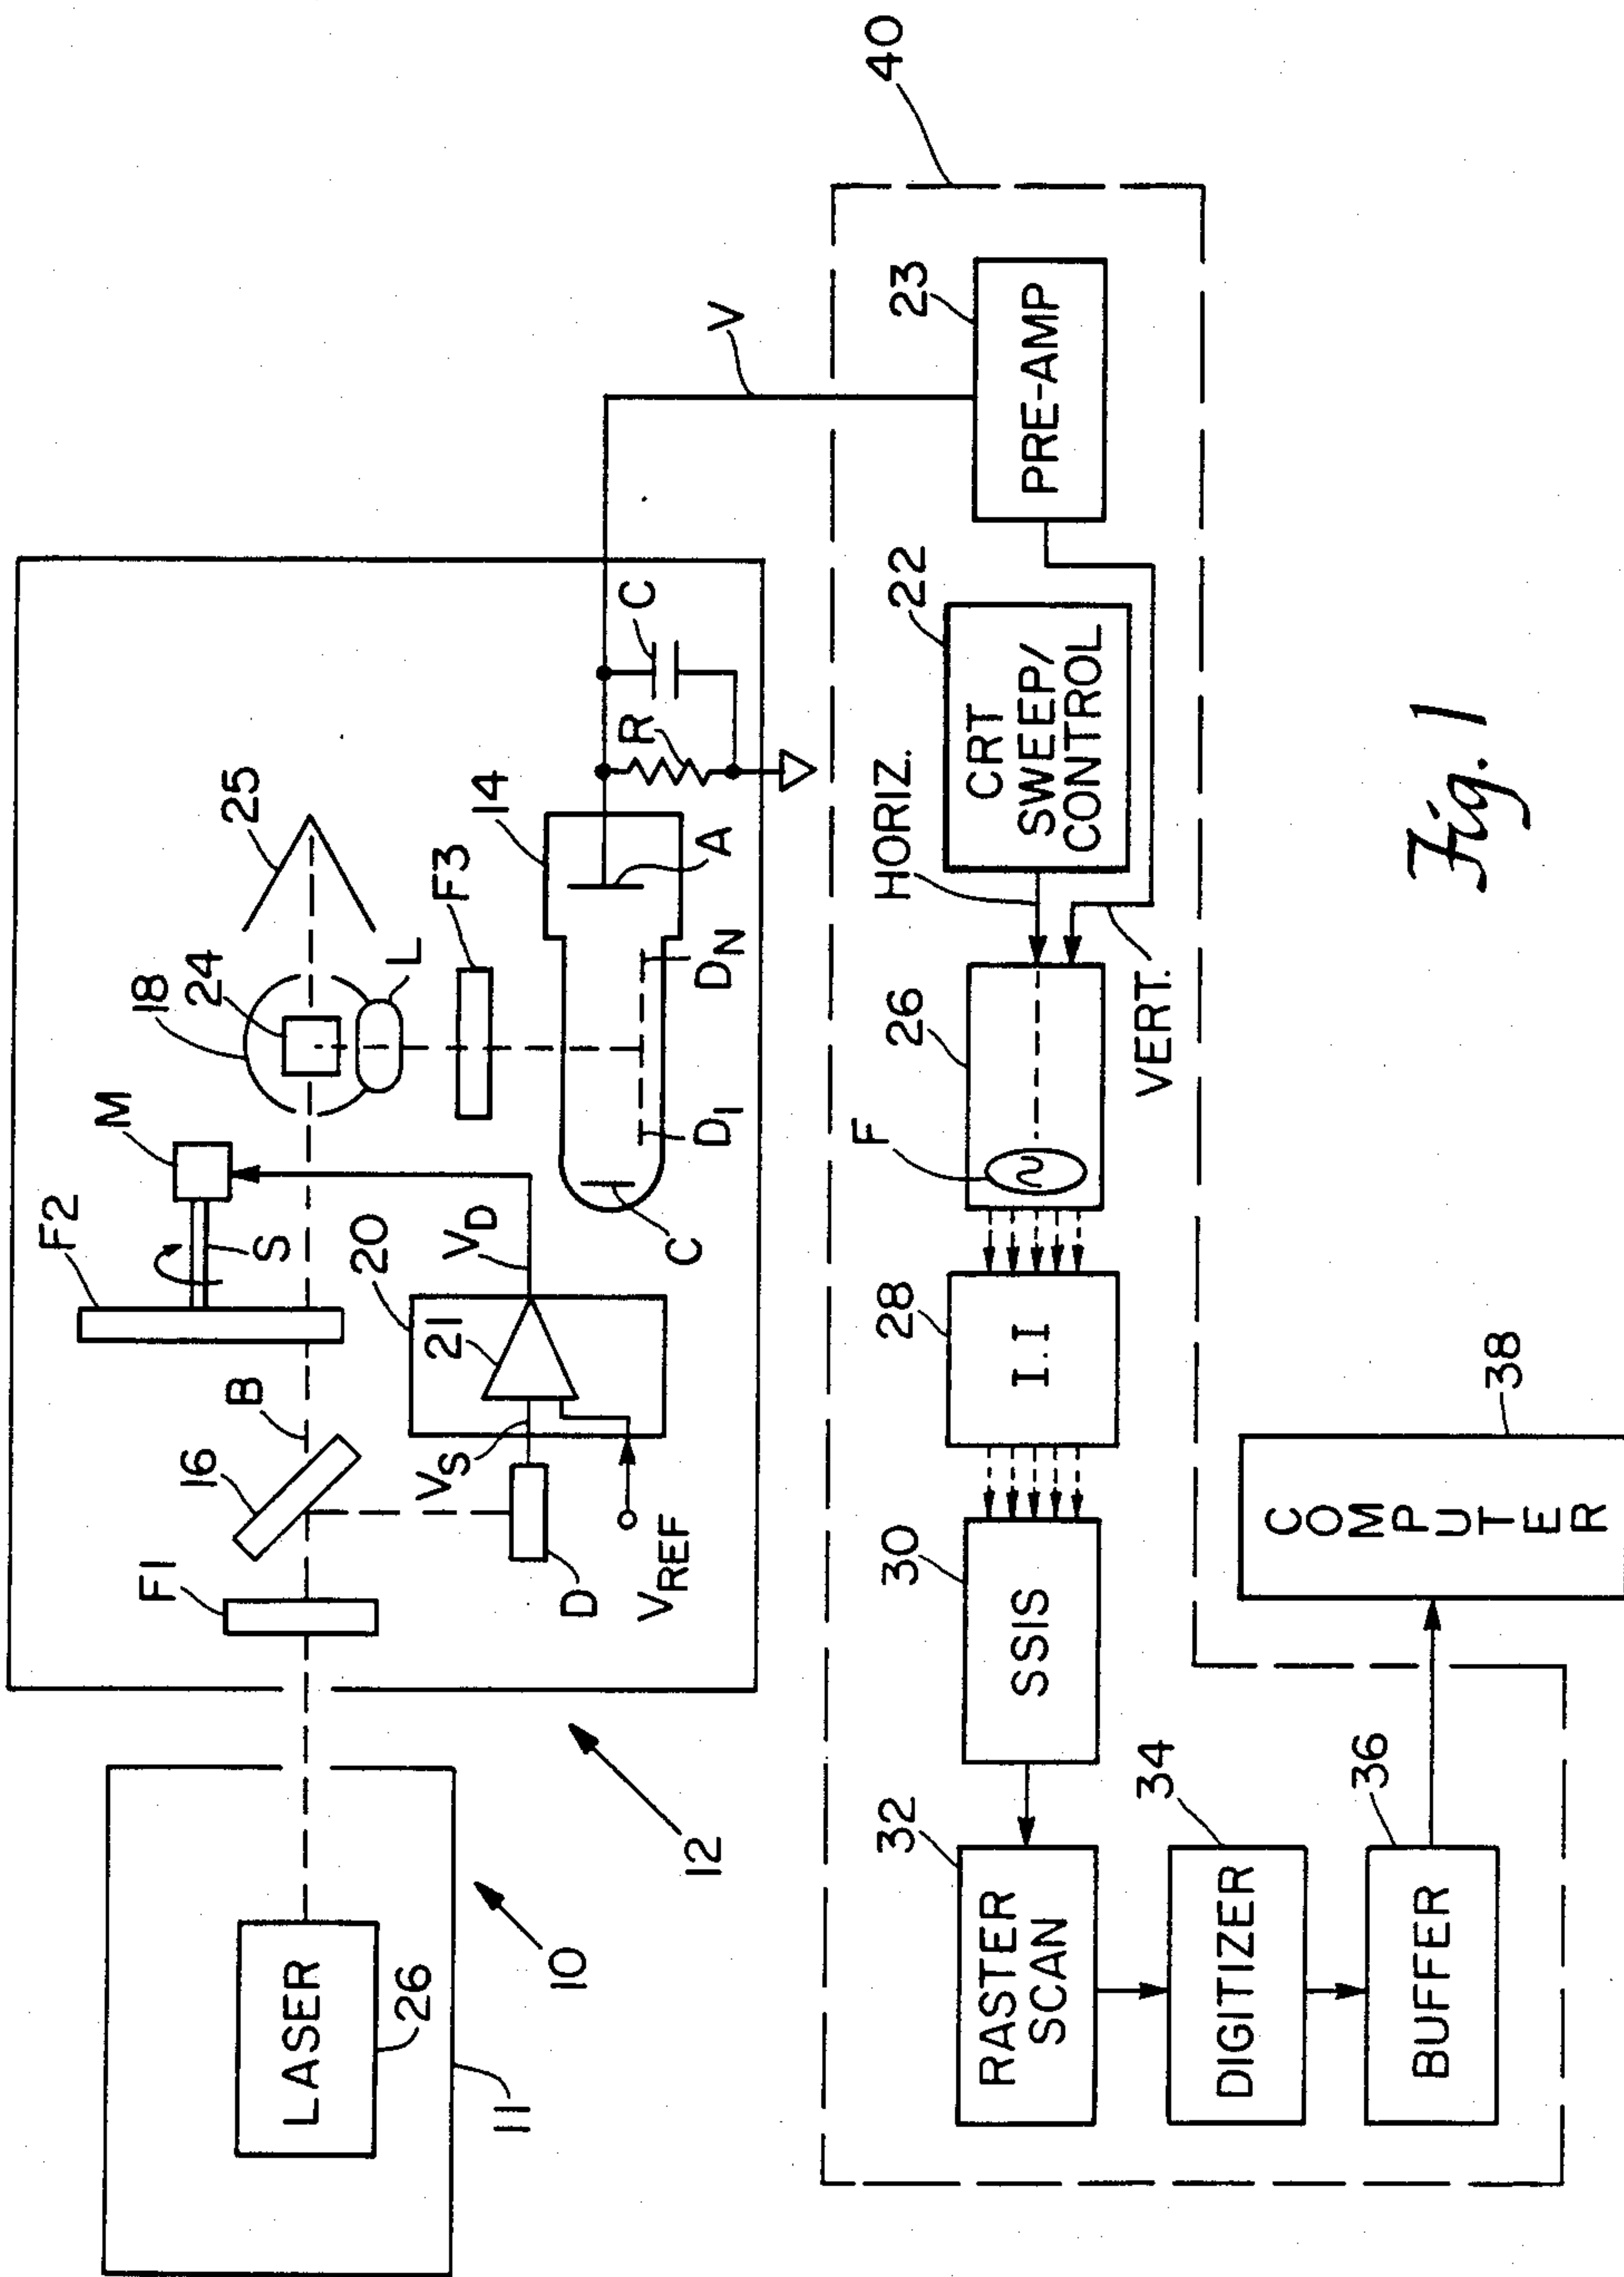 LASER
26
11
10
12
F1
16
B
F2
S
M
18
24
L
25
F3
14
A
DN
D1
C
R
C
V
20
21
VD
VS
D
VREF
40
23
PRE-AMP
22
CRT
SWEEP/
CONTROL
HORIZ.
VERT.
26
F
28
I.I
30
SSIS
32
RASTER
SCAN
34
DIGITIZER
36
BUFFER
38
COMPUTER
Fig. 1